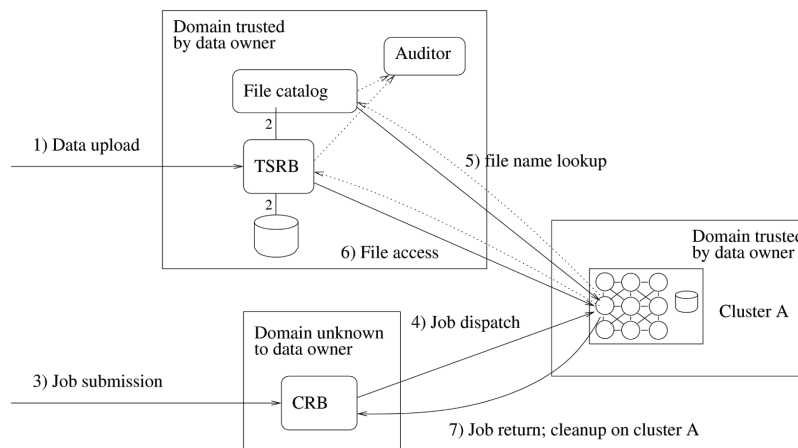 Domain trusted
by data owner
Auditor
File catalog
2
1) Data upload
TSRB
5) file name lookup
2
6) File access
Domain trusted
by data owner
Cluster A
4) Job dispatch
Domain unknown
to data owner
3) Job submission
CRB
7) Job return; cleanup on cluster A